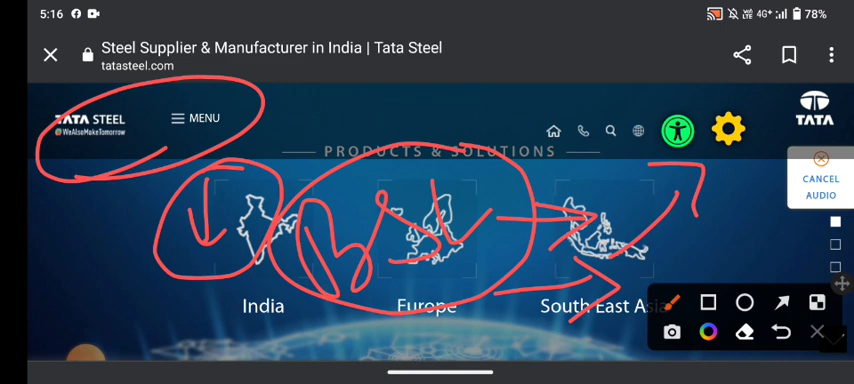 5:16
4G+ 78%
Steel Supplier & Manufacturer in India | Tata Steel
tatasteel.com
TATA STEEL
#WeAlsoMakeTomorrow
MENU
TATA
PRODUCTS & SOLUTIONS
CANCEL
AUDIO
India
Europe
South East Asia